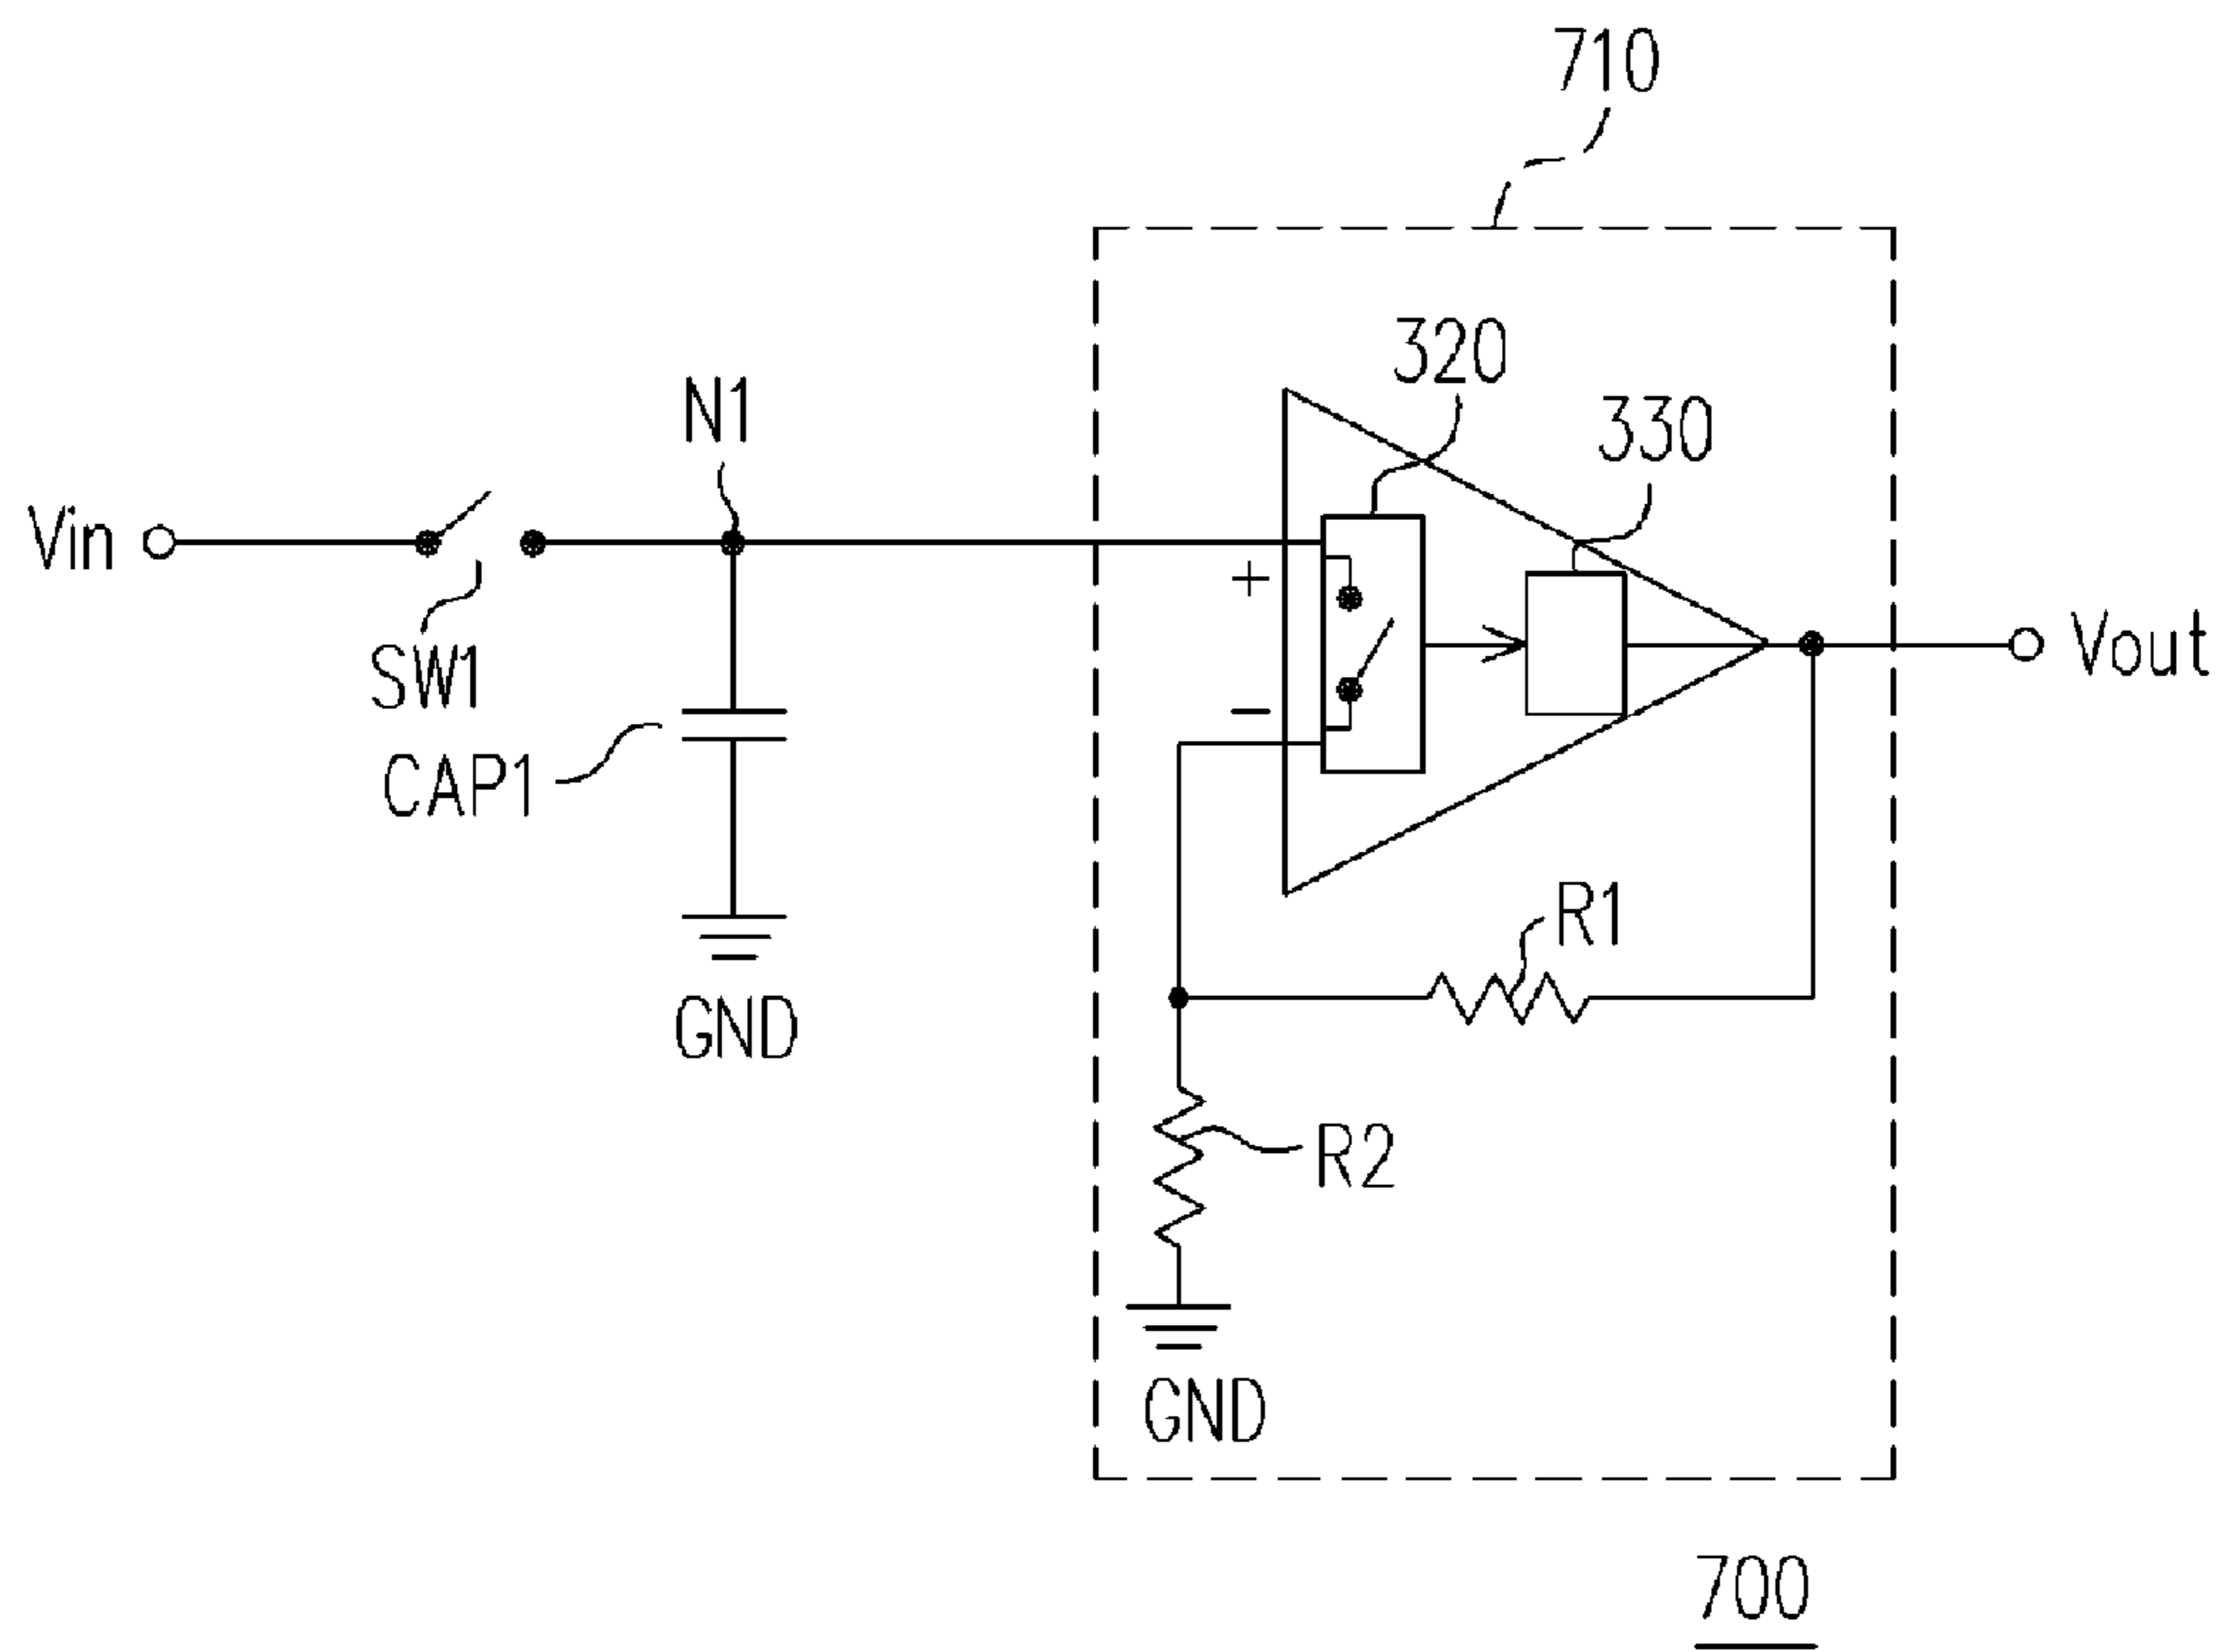 710
320
330
N1
Vin
+
SW1
Vout
−
CAP1
R1
GND
R2
GND
700